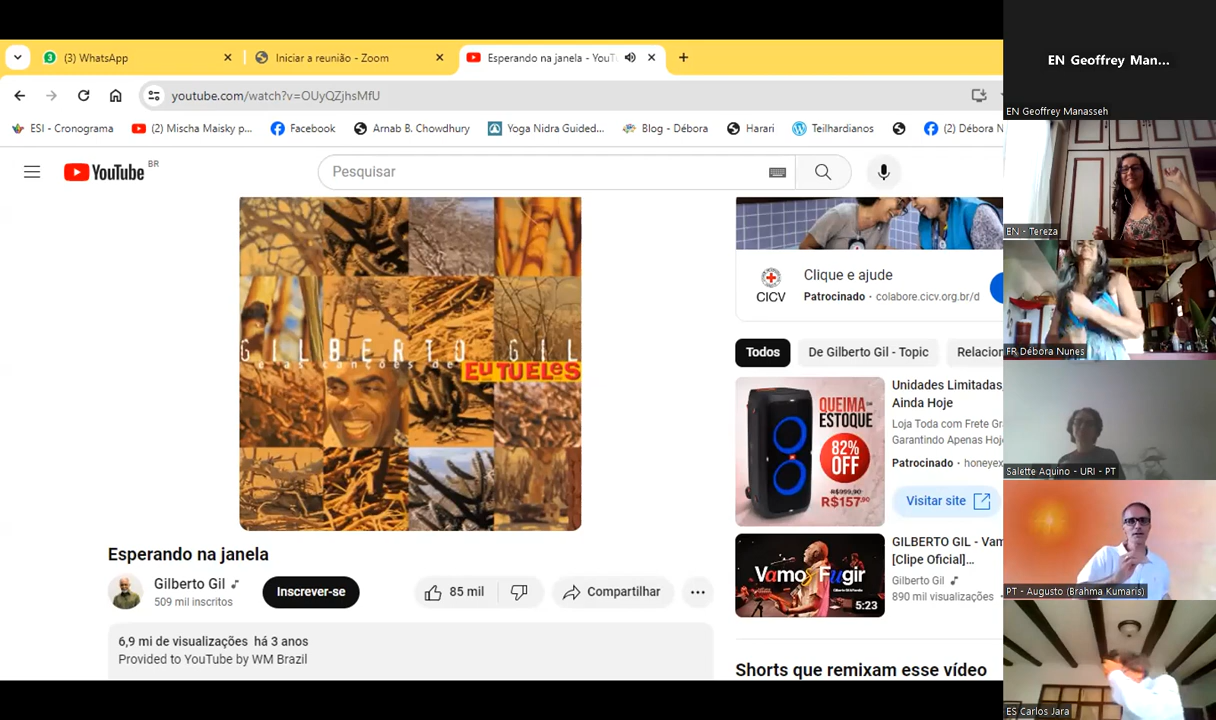 (3) WhatsApp
Iniciar a reunião - Zoom
Esperando na janela - YouT
youtube.com/watch?v=OUyQZjhsMfU
ESI - Cronograma
(2) Mischa Maisky p...
Facebook
Arnab B. Chowdhury
Yoga Nidra Guided...
Blog - Débora
Harari
Teilhardianos
(2) Débora N
YouTube BR
Pesquisar
GILBERTO GIL
e as canções de
EU TU ELES
Esperando na janela
Gilberto Gil
509 mil inscritos
Inscrever-se
85 mil
Compartilhar
6,9 mi de visualizações há 3 anos
Provided to YouTube by WM Brazil
CICV
Clique e ajude
Patrocinado · colabore.cicv.org.br/d
Todos
De Gilberto Gil - Topic
Relacion
QUEIMA
DE
ESTOQUE
82%
OFF
R$999,90
R$157,90
Unidades Limitadas,
Ainda Hoje
Loja Toda com Frete Gr
Garantindo Apenas Hoje
Patrocinado · honeyex
Visitar site
Vamos Fugir
5:23
GILBERTO GIL - Vam
[Clipe Oficial]...
Gilberto Gil
890 mil visualizações
Shorts que remixam esse vídeo
EN Geoffrey Man...
EN Geoffrey Manasseh
EN - Tereza
FR Débora Nunes
Salette Aquino - URI - PT
PT - Augusto (Brahma Kumaris)
ES Carlos Jara